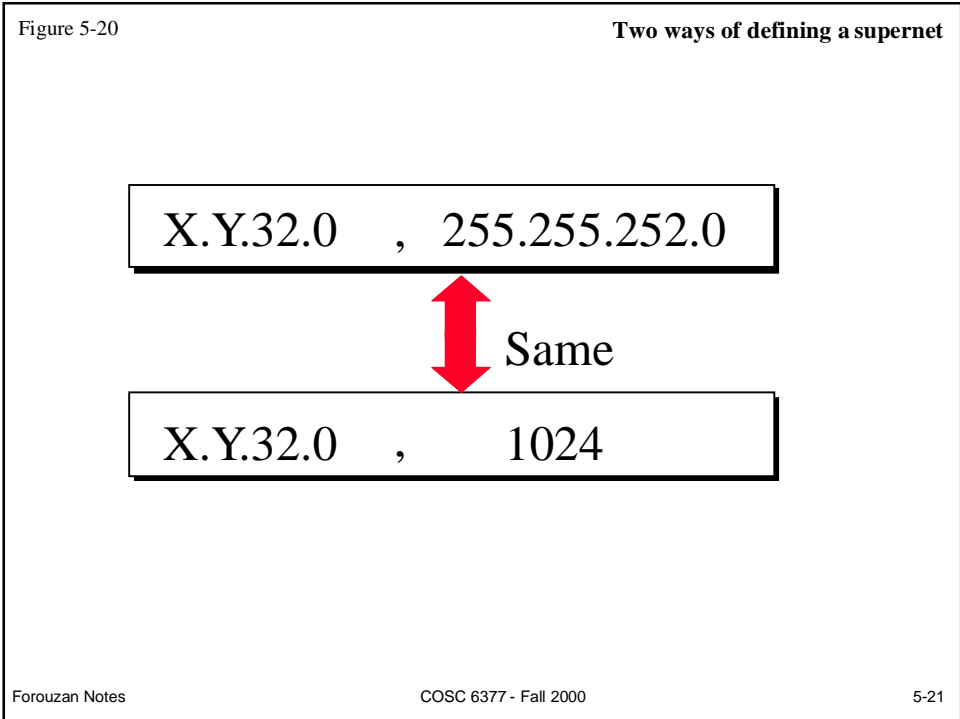 Figure 5-20
Two ways of defining a supernet
X.Y.32.0 , 255.255.252.0
Same
X.Y.32.0 , 1024
Forouzan Notes
COSC 6377 - Fall 2000
5-21